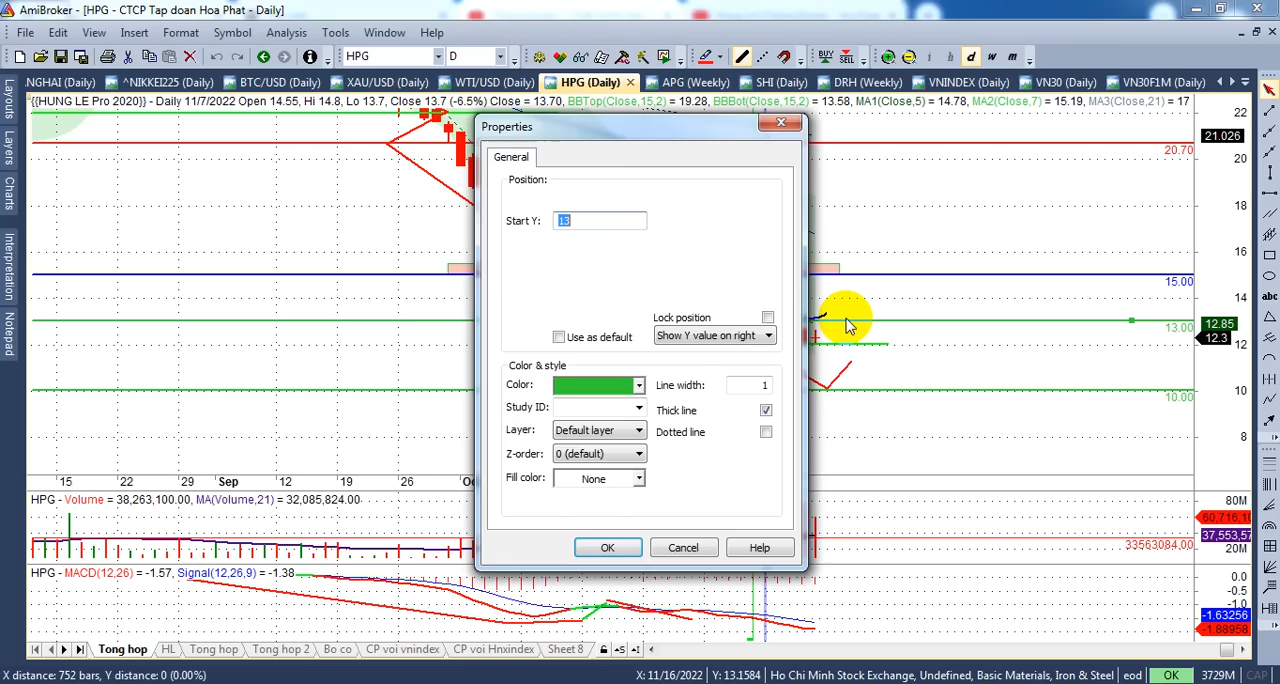 AmiBroker - [HPG - CTCP Tap doan Hoa Phat - Daily]
File Edit View Insert Format Symbol Analysis Tools Window Help
HPG D BUY SELL i h d w m
NGHAI (Daily) ^NIKKEI225 (Daily) BTC/USD (Daily) XAU/USD (Daily) WTI/USD (Daily) HPG (Daily) APG (Weekly) SHI (Daily) DRH (Weekly) VNINDEX (Daily) VN30 (Daily) VN30F1M (Daily)
{{HUNG LE Pro 2020}} - Daily 11/7/2022 Open 14.55, Hi 14.8, Lo 13.7, Close 13.7 (-6.5%) Close = 13.70, BBTop(Close,15,2) = 19.28, BBBot(Close,15,2) = 13.58, MA1(Close,5) = 14.78, MA2(Close,7) = 15.19, MA3(Close,21) = 17
Layouts
Layers
Charts
Interpretation
Notepad
Properties
General
Position:
Start Y: 13
Lock position
Use as default Show Y value on right
Color & style
Color: Line width: 1
Study ID: Thick line
Layer: Default layer Dotted line
Z-order: 0 (default)
Fill color: None
OK Cancel Help
22
21.026
20.70
20
18
16
15.00
14
12.85
13.00
12.3
12
10
10.00
8
abc
15 22 29 Sep 12 19 26 Oc
HPG - Volume = 38,263,100.00, MA(Volume,21) = 32,085,824.00
80M
60,716,10
37,553,57
33563084.00
20M
HPG - MACD(12,26) = -1.57, Signal(12,26,9) = -1.38
0.0
-0.5
-1.0
-1.63256
-1.88958
Tong hop HL Tong hop Tong hop 2 Bo co CP voi vnindex CP voi Hnxindex Sheet 8
X distance: 752 bars, Y distance: 0 (0.00%) X: 11/16/2022 Y: 13.1584 Ho Chi Minh Stock Exchange, Undefined, Basic Materials, Iron & Steel eod OK 3729M CAP